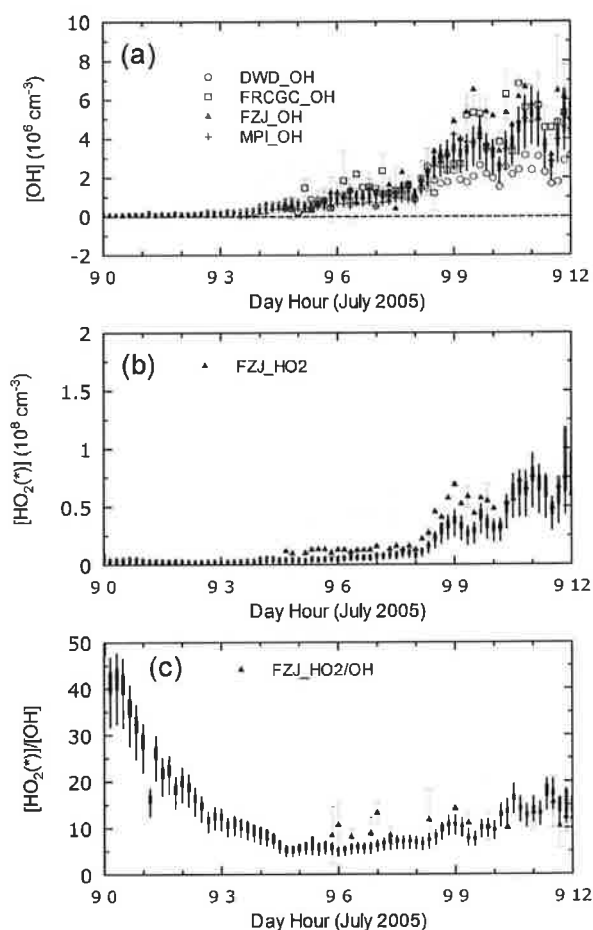 (a)
DWD_OH
FRCGC_OH
FZJ_OH
MPI_OH
[OH] (10⁶ cm⁻³)
10
8
6
4
2
0
-2
9 0
9 3
9 6
9 9
9 12
Day Hour (July 2005)
(b)
FZJ_HO2
[HO₂(*)] (10⁸ cm⁻³)
2
1.5
1
0.5
0
9 0
9 3
9 6
9 9
9 12
Day Hour (July 2005)
(c)
FZJ_HO2/OH
[HO₂(*)]/[OH]
50
40
30
20
10
0
9 0
9 3
9 6
9 9
9 12
Day Hour (July 2005)